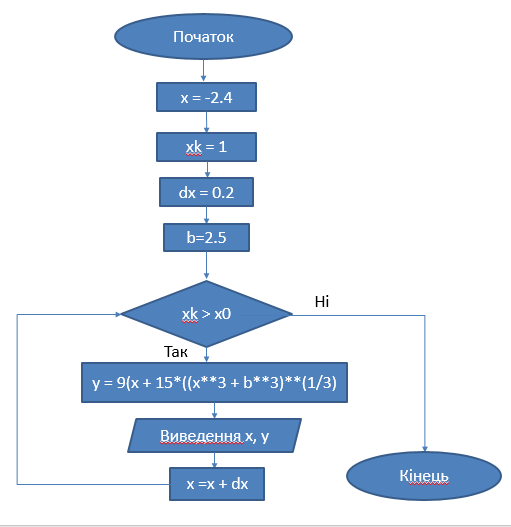 Початок
x = -2.4
xk = 1
dx = 0.2
b=2.5
xk > x0
Ні
Так
y = 9(x + 15*((x**3 + b**3)**(1/3)
Виведення x, y
x =x + dx
Кінець